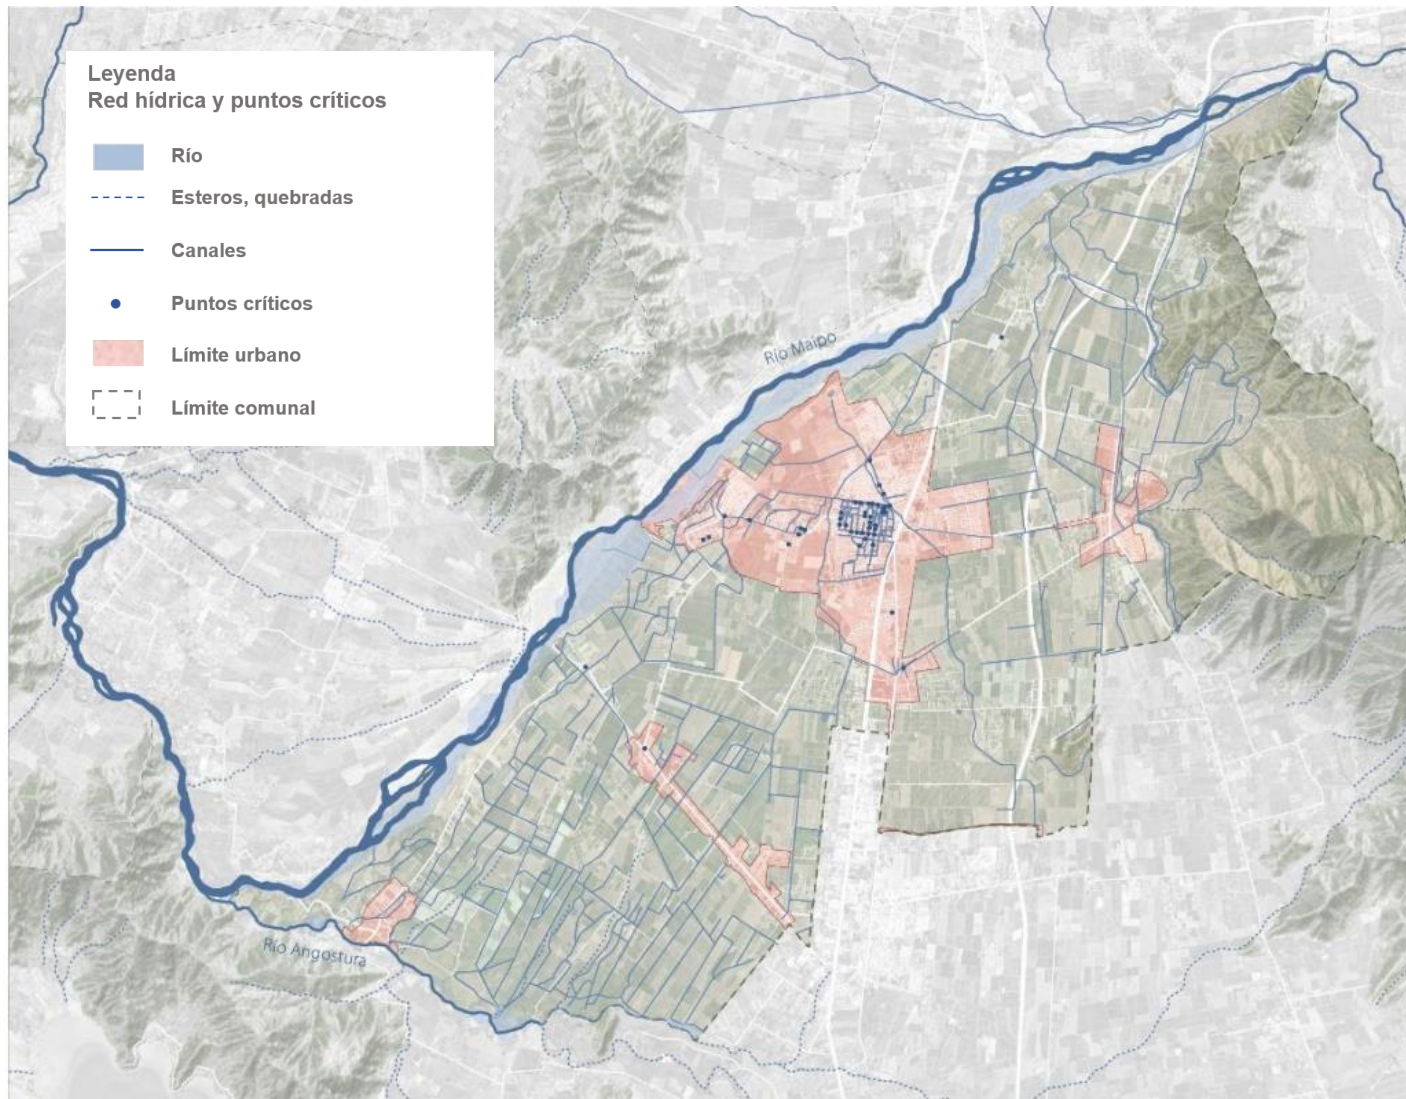 Leyenda
Red hídrica y puntos críticos
Río
Esteros, quebradas
Canales
Puntos críticos
Límite urbano
Límite comunal
Río Maipo
Río Angostura